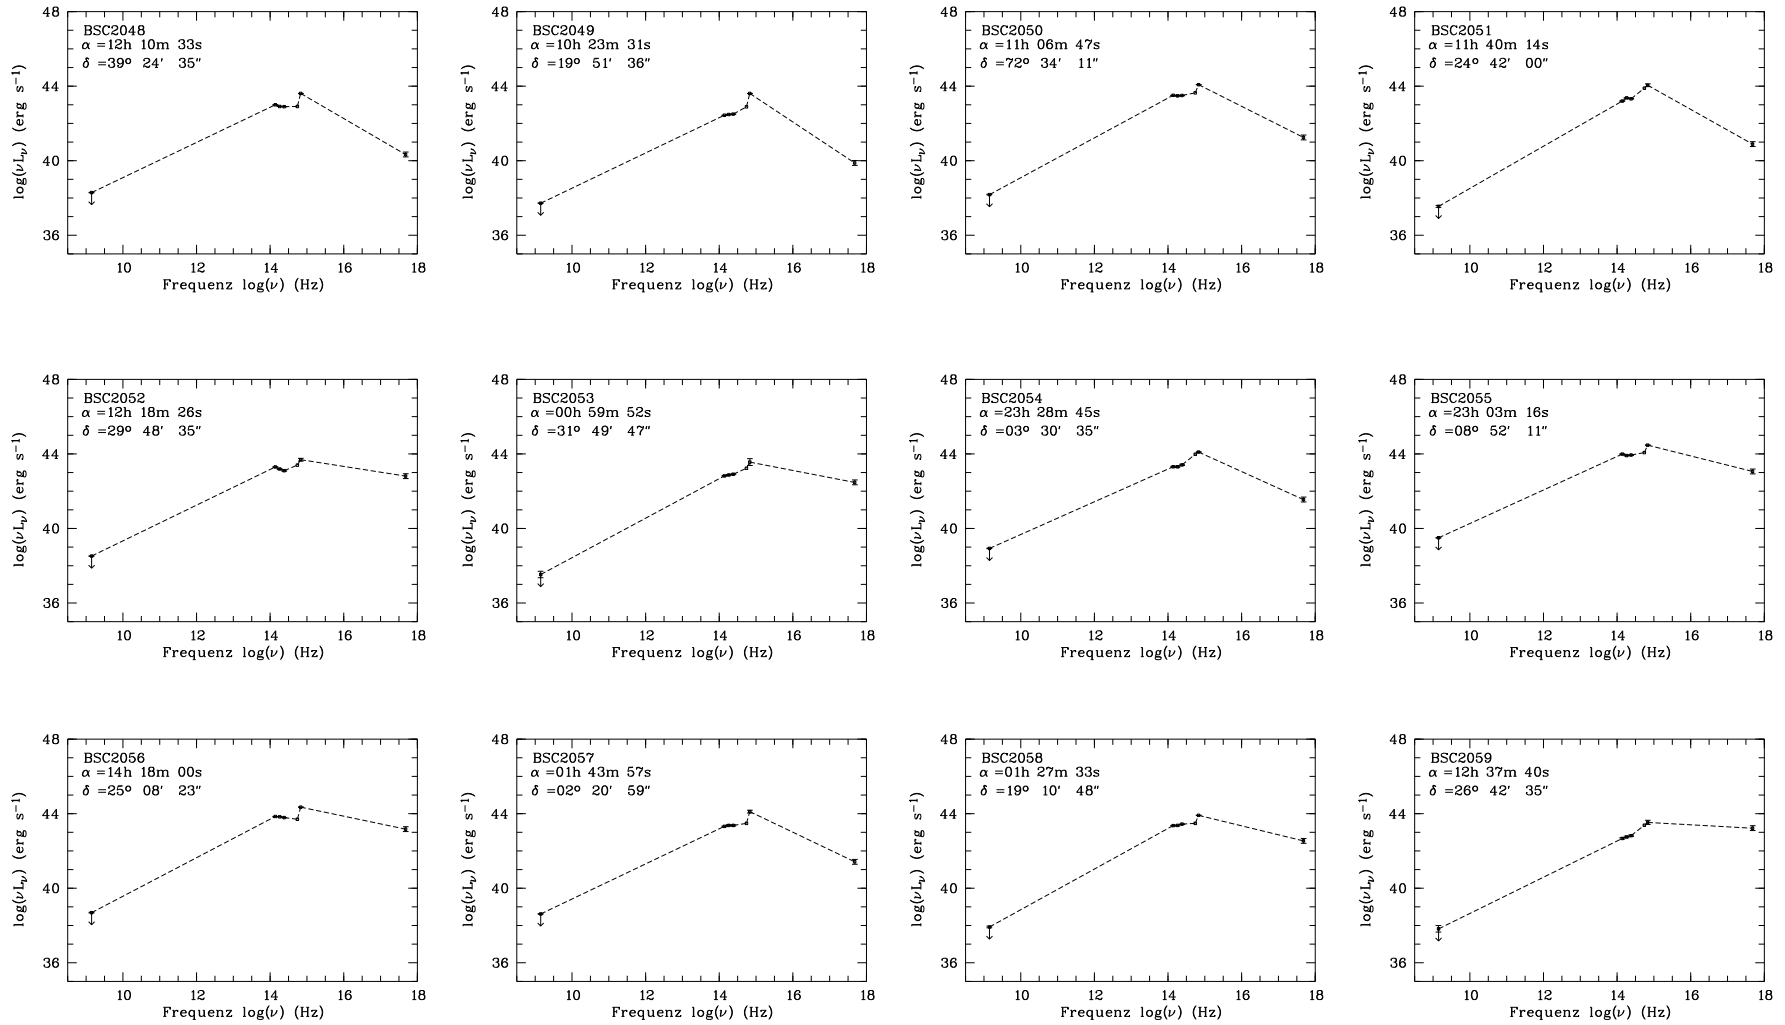 BSC2048
α =12h 10m 33s
δ =39° 24′ 35″
48
44
40
36
log(νLν) (erg s⁻¹)
10 12 14 16 18
Frequenz log(ν) (Hz)
BSC2049
α =10h 23m 31s
δ =19° 51′ 36″
48
44
40
36
log(νLν) (erg s⁻¹)
10 12 14 16 18
Frequenz log(ν) (Hz)
BSC2050
α =11h 06m 47s
δ =72° 34′ 11″
48
44
40
36
log(νLν) (erg s⁻¹)
10 12 14 16 18
Frequenz log(ν) (Hz)
BSC2051
α =11h 40m 14s
δ =24° 42′ 00″
48
44
40
36
log(νLν) (erg s⁻¹)
10 12 14 16 18
Frequenz log(ν) (Hz)
BSC2052
α =12h 18m 26s
δ =29° 48′ 35″
48
44
40
36
log(νLν) (erg s⁻¹)
10 12 14 16 18
Frequenz log(ν) (Hz)
BSC2053
α =00h 59m 52s
δ =31° 49′ 47″
48
44
40
36
log(νLν) (erg s⁻¹)
10 12 14 16 18
Frequenz log(ν) (Hz)
BSC2054
α =23h 28m 45s
δ =03° 30′ 35″
48
44
40
36
log(νLν) (erg s⁻¹)
10 12 14 16 18
Frequenz log(ν) (Hz)
BSC2055
α =23h 03m 16s
δ =08° 52′ 11″
48
44
40
36
log(νLν) (erg s⁻¹)
10 12 14 16 18
Frequenz log(ν) (Hz)
BSC2056
α =14h 18m 00s
δ =25° 08′ 23″
48
44
40
36
log(νLν) (erg s⁻¹)
10 12 14 16 18
Frequenz log(ν) (Hz)
BSC2057
α =01h 43m 57s
δ =02° 20′ 59″
48
44
40
36
log(νLν) (erg s⁻¹)
10 12 14 16 18
Frequenz log(ν) (Hz)
BSC2058
α =01h 27m 33s
δ =19° 10′ 48″
48
44
40
36
log(νLν) (erg s⁻¹)
10 12 14 16 18
Frequenz log(ν) (Hz)
BSC2059
α =12h 37m 40s
δ =26° 42′ 35″
48
44
40
36
log(νLν) (erg s⁻¹)
10 12 14 16 18
Frequenz log(ν) (Hz)